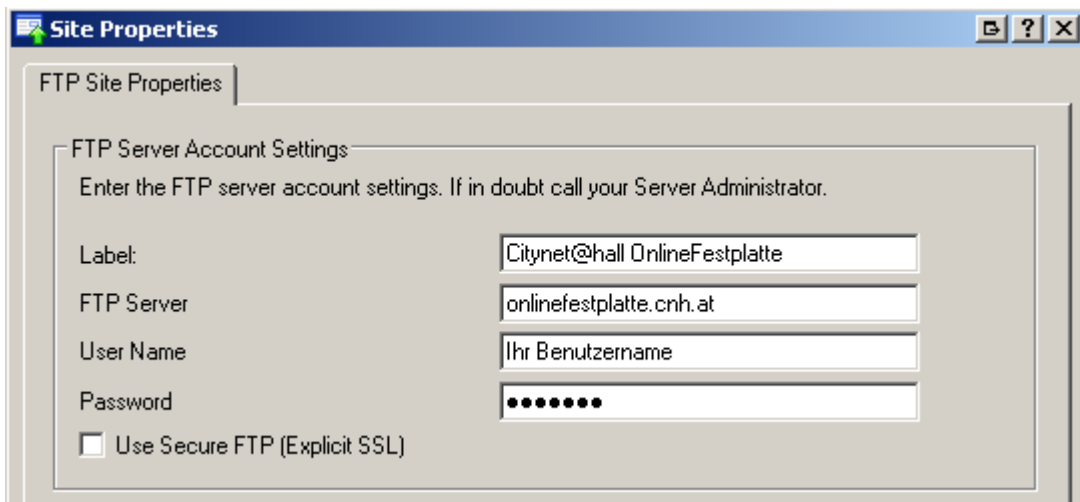 Site Properties
FTP Site Properties
FTP Server Account Settings
Enter the FTP server account settings. If in doubt call your Server Administrator.
Label: Citynet@hall OnlineFestplatte
FTP Server onlinefestplatte.cnh.at
User Name Ihr Benutzername
Password ●●●●●●●
Use Secure FTP (Explicit SSL)